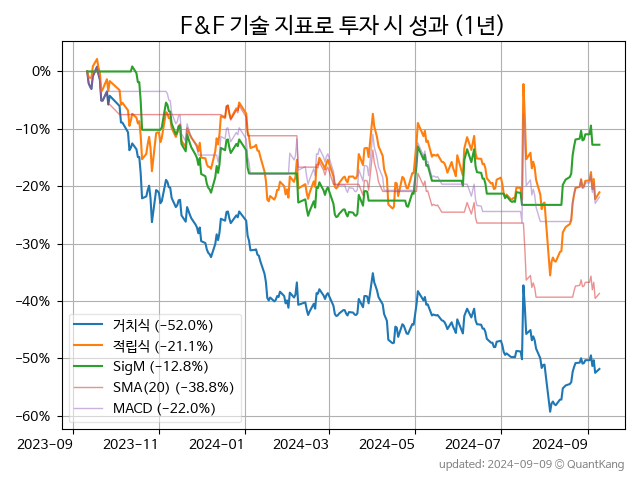 F&F 기술 지표로 투자 시 성과 (1년)
0%
−10%
−20%
−30%
−40%
−50%
−60%
거치식 (−52.0%)
적립식 (−21.1%)
SigM (−12.8%)
SMA(20) (−38.8%)
MACD (−22.0%)
2023-09 2023-11 2024-01 2024-03 2024-05 2024-07 2024-09
updated: 2024-09-09 © QuantKang